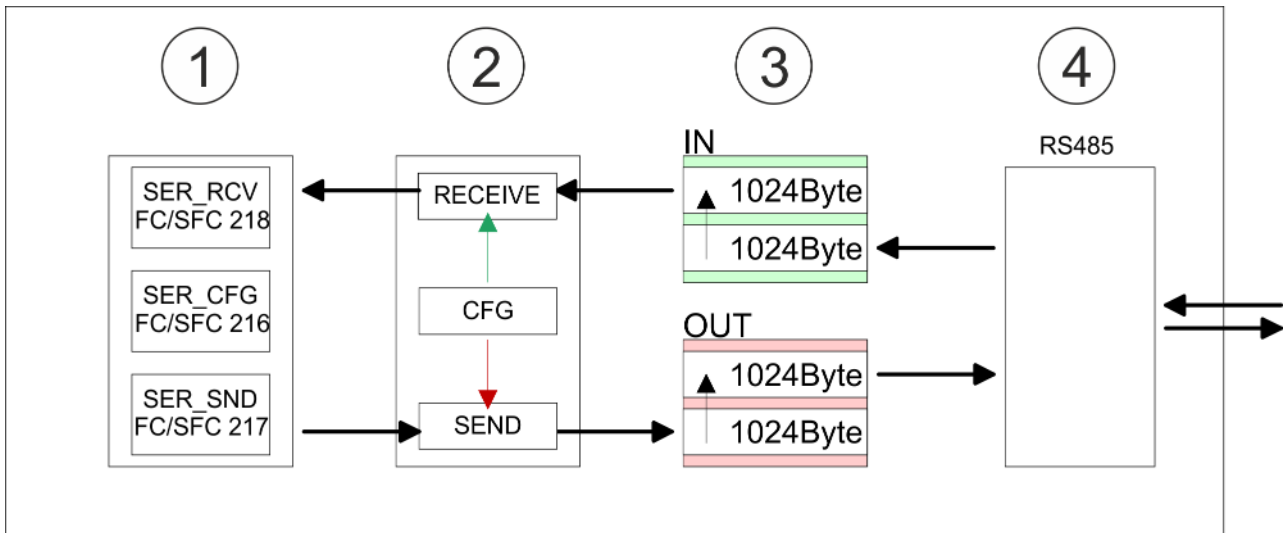 1
2
3
4
SER_RCV
FC/SFC 218
SER_CFG
FC/SFC 216
SER_SND
FC/SFC 217
RECEIVE
CFG
SEND
IN
1024Byte
1024Byte
OUT
1024Byte
1024Byte
RS485